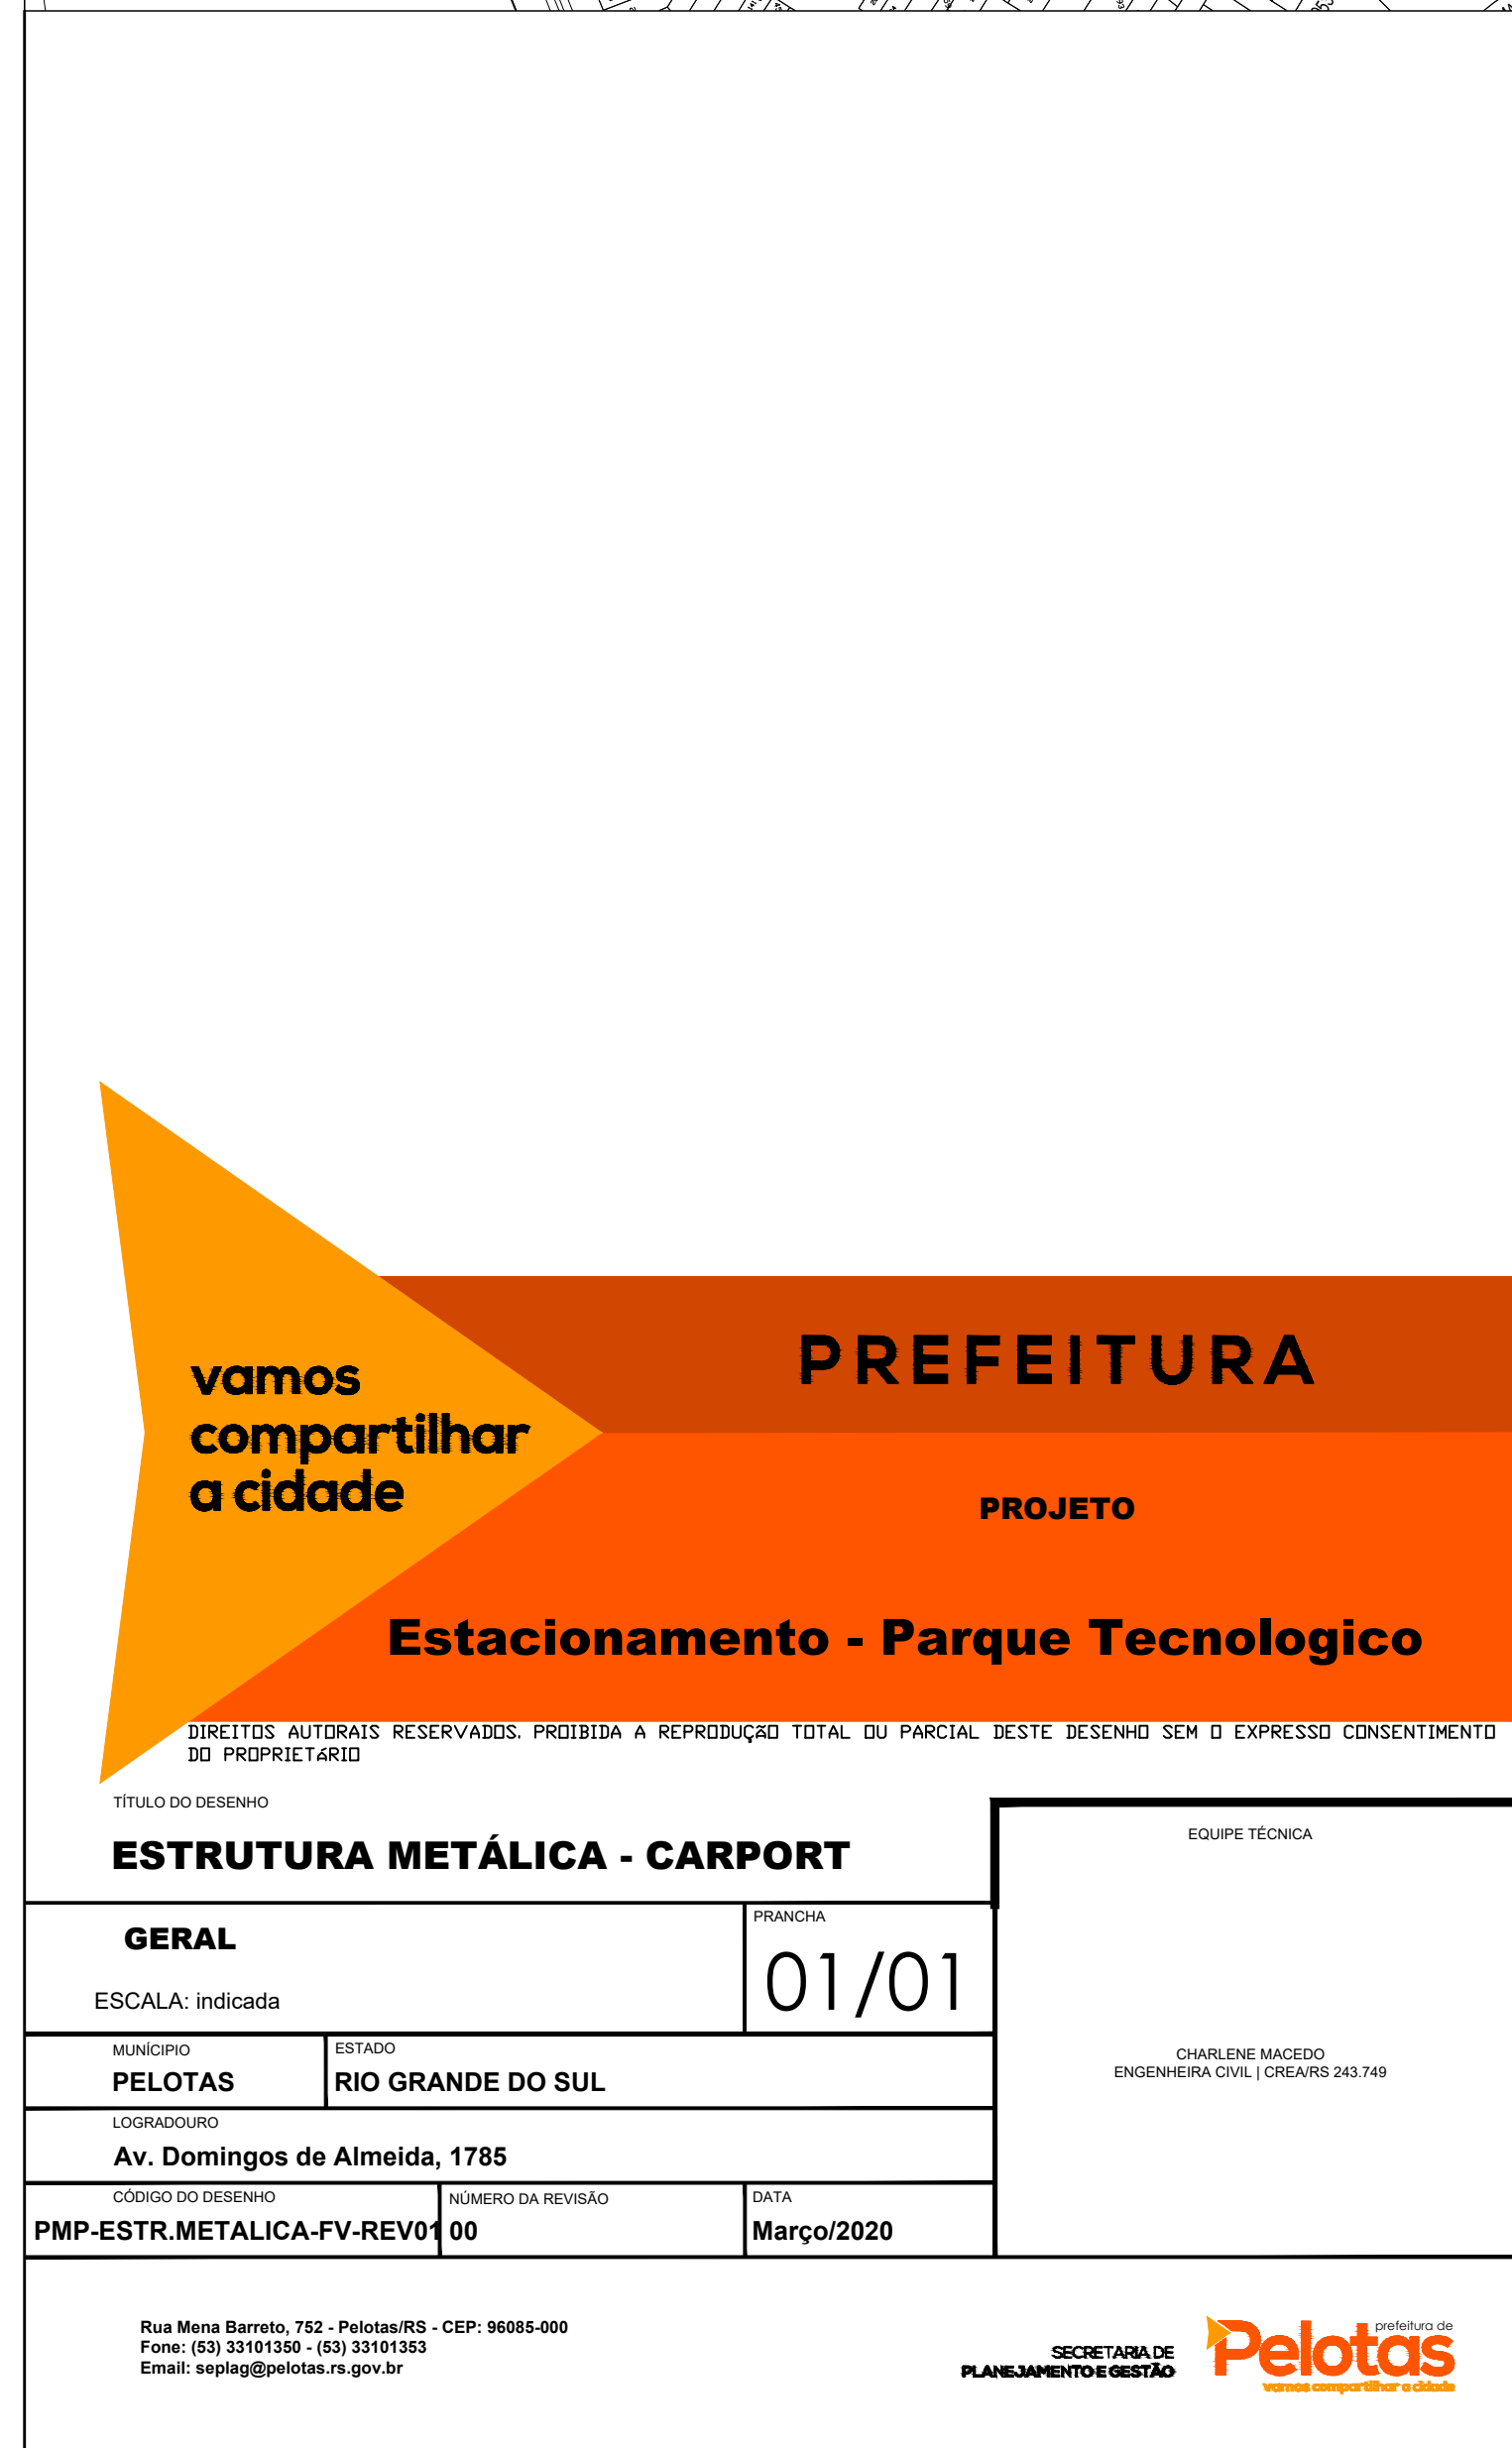 vamos
compartilhar
a cidade
PREFEITURA
PROJETO
Estacionamento - Parque Tecnologico
DIREITOS AUTORAIS RESERVADOS. PROIBIDA A REPRODUÇãO TOTAL OU PARCIAL DESTE DESENHO SEM O EXPRESSO CONSENTIMENTO
DO PROPRIETáRIO
TÍTULO DO DESENHO
ESTRUTURA METÁLICA - CARPORT
GERAL
ESCALA: indicada
PRANCHA
01/01
EQUIPE TÉCNICA
CHARLENE MACEDO
ENGENHEIRA CIVIL | CREA/RS 243.749
MUNÍCIPIO
PELOTAS
ESTADO
RIO GRANDE DO SUL
LOGRADOURO
Av. Domingos de Almeida, 1785
CÓDIGO DO DESENHO
PMP-ESTR.METALICA-FV-REV01
NÚMERO DA REVISÃO
00
DATA
Março/2020
Rua Mena Barreto, 752 - Pelotas/RS - CEP: 96085-000
Fone: (53) 33101350 - (53) 33101353
Email: seplag@pelotas.rs.gov.br
SECRETARIA DE
PLANEJAMENTO E GESTÃO
prefeitura de
Pelotas
vamos compartilhar a cidade